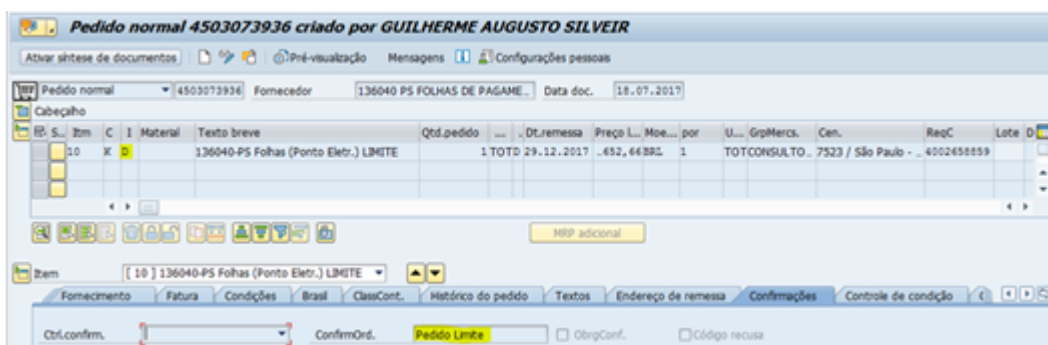 Pedido normal 4503073936 criado por GUILHERME AUGUSTO SILVEIR
Ativar síntese de documentos Pré-visualização Mensagens Configurações pessoais
Pedido normal 4503073936 Fornecedor 136040 PS FOLHAS DE PAGAME... Data doc. 18.07.2017
Cabeçalho
S... Itm C I Material Texto breve Qtd.pedido ... . Dt.remessa Preço l... Moe... por U... GrpMercs. Cen. ReqC Lote D
10 K D 136040-PS Folhas (Ponto Eletr.) LIMITE 1 TOTD 29.12.2017 ..652,66 BRL 1 TOT CONSULTO... 7523 / São Paulo - ... 4002658859
MRP adicional
Item [ 10 ] 136040-PS Folhas (Ponto Eletr.) LIMITE
Fornecimento Fatura Condições Brasil ClassCont. Histórico do pedido Textos Endereço de remessa Confirmações Controle de condição
Ctrl.confirm. ConfirmOrd. Pedido Limite ObrgConf. Código recusa